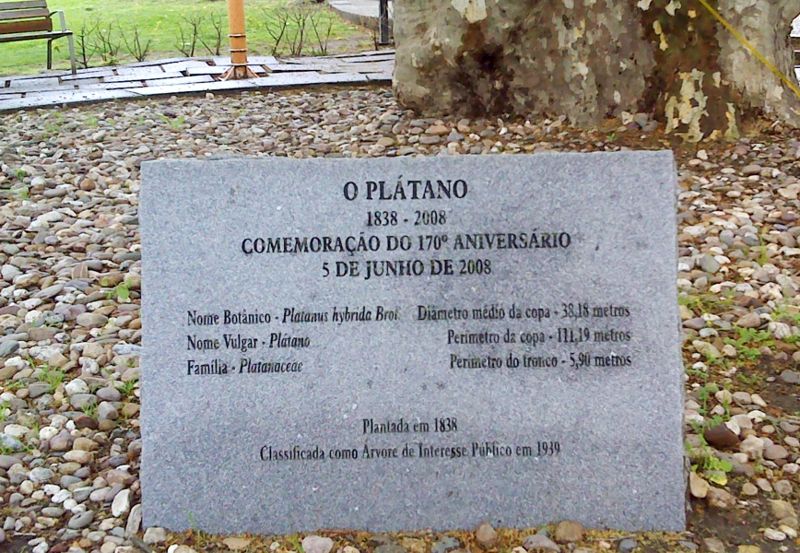 O PLÁTANO
1838 - 2008
COMEMORAÇÃO DO 170º ANIVERSÁRIO
5 DE JUNHO DE 2008
Nome Botânico - Platanus hybrida Brot Diâmetro médio da copa - 38,18 metros
Nome Vulgar - Plátano Perímetro da copa - 111,19 metros
Família - Platanaceae Perímetro do tronco - 5,90 metros
Plantada em 1838
Classificada como Árvore de Interesse Público em 1939